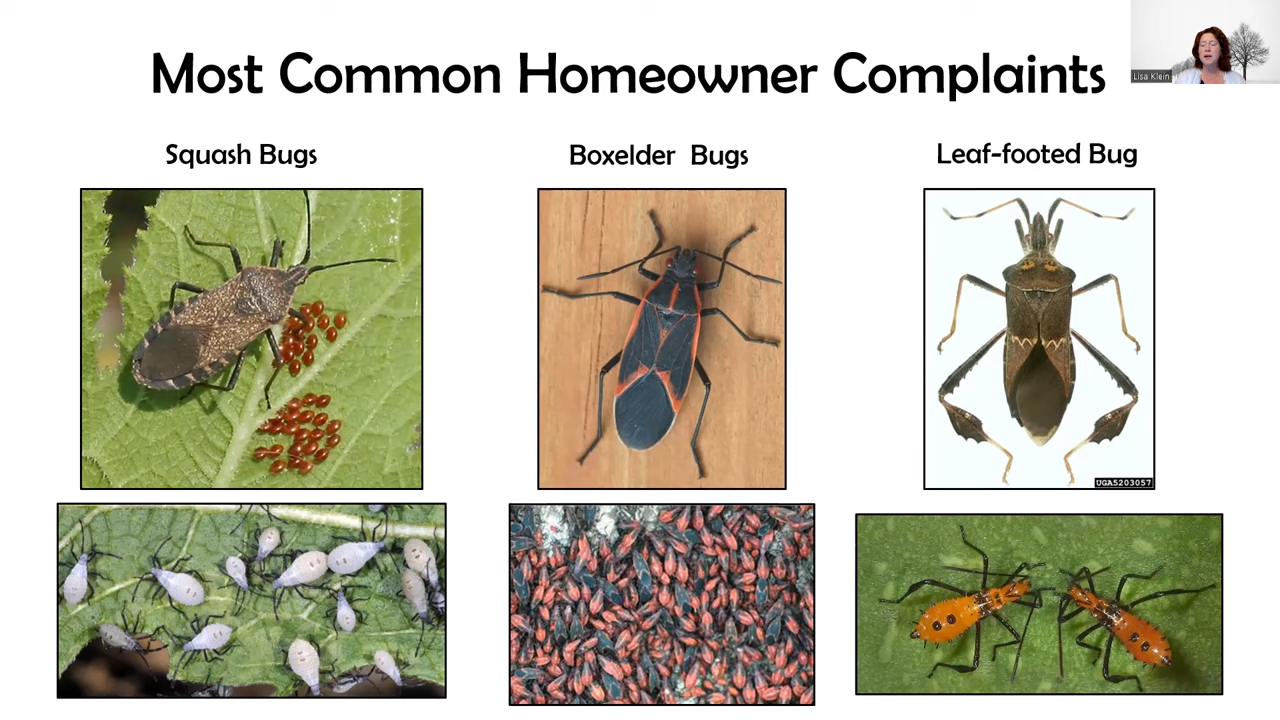 Most Common Homeowner Complaints
Lisa Klein
Squash Bugs
Boxelder Bugs
Leaf-footed Bug
UGA5203057